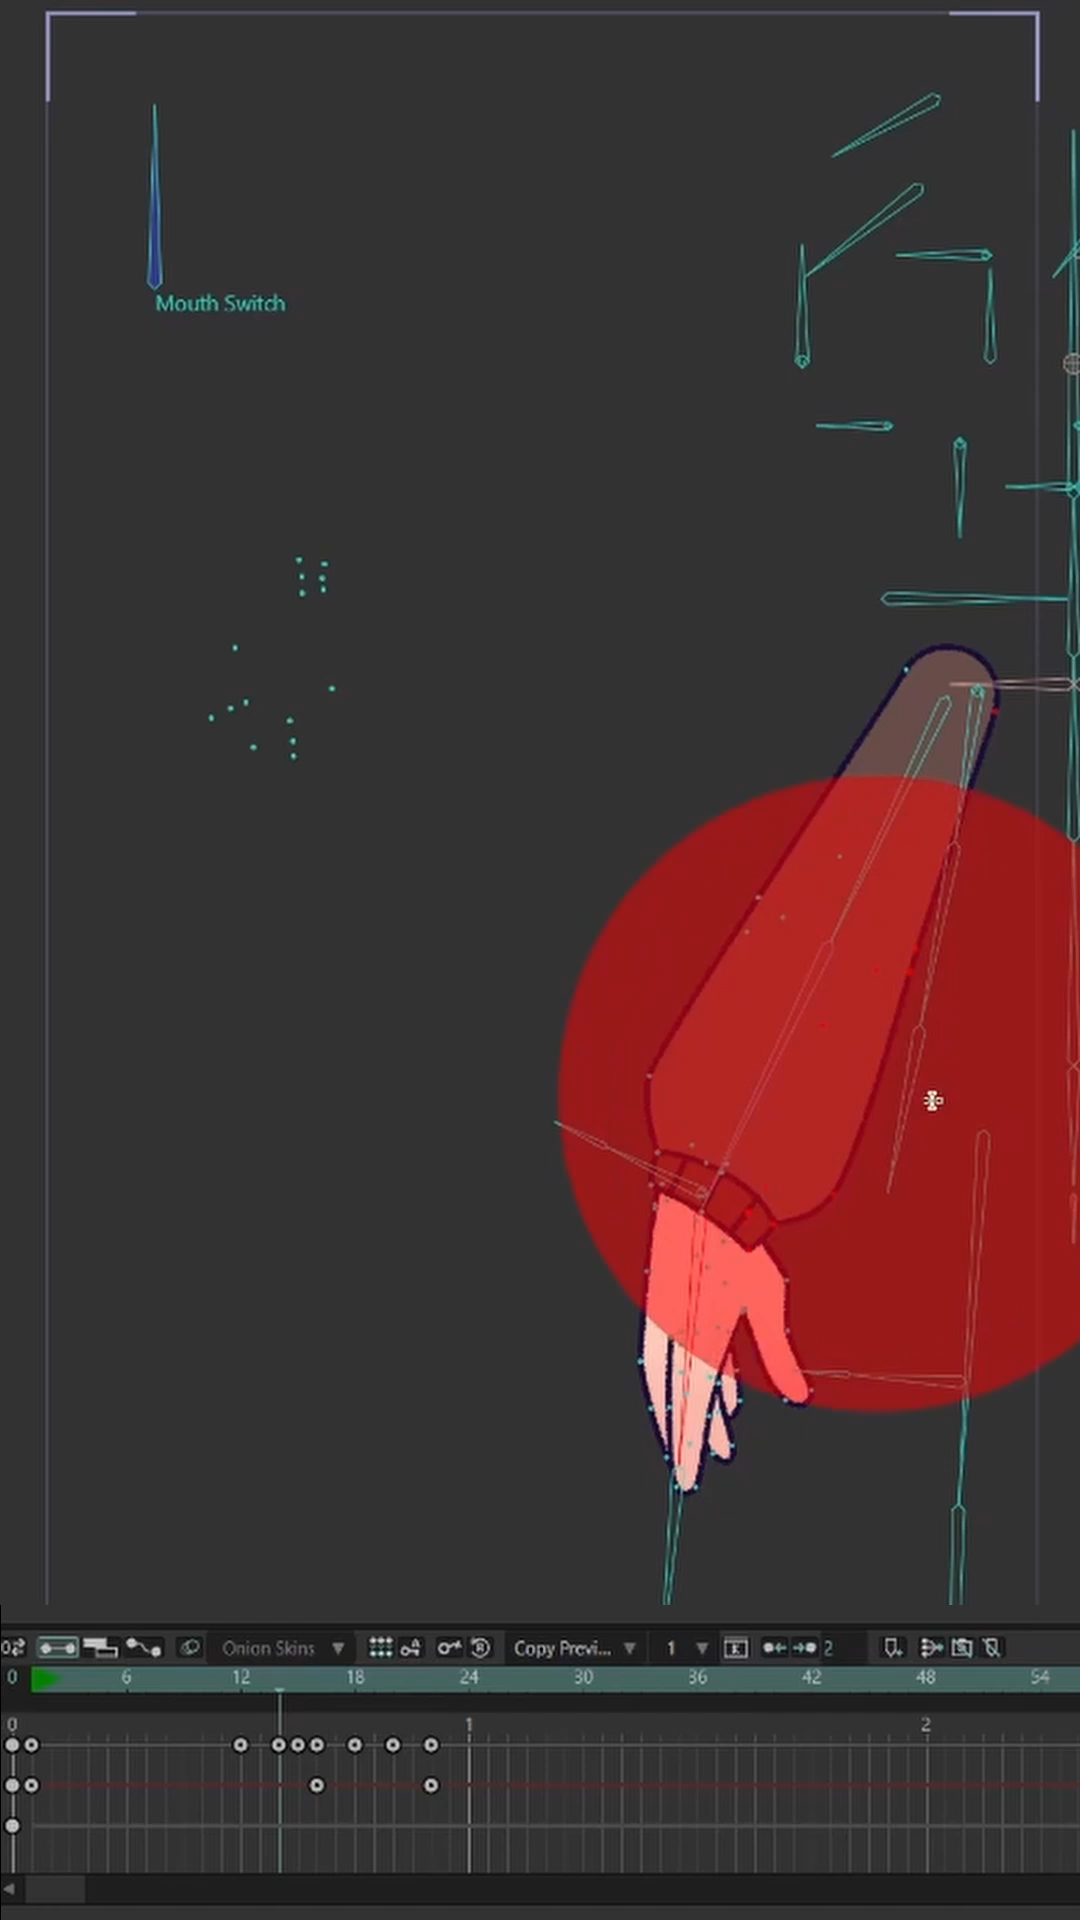 Mouth Switch
Onion Skins
Copy Previ...
1
2
0 6 12 18 24 30 36 42 48 54
0 1 2